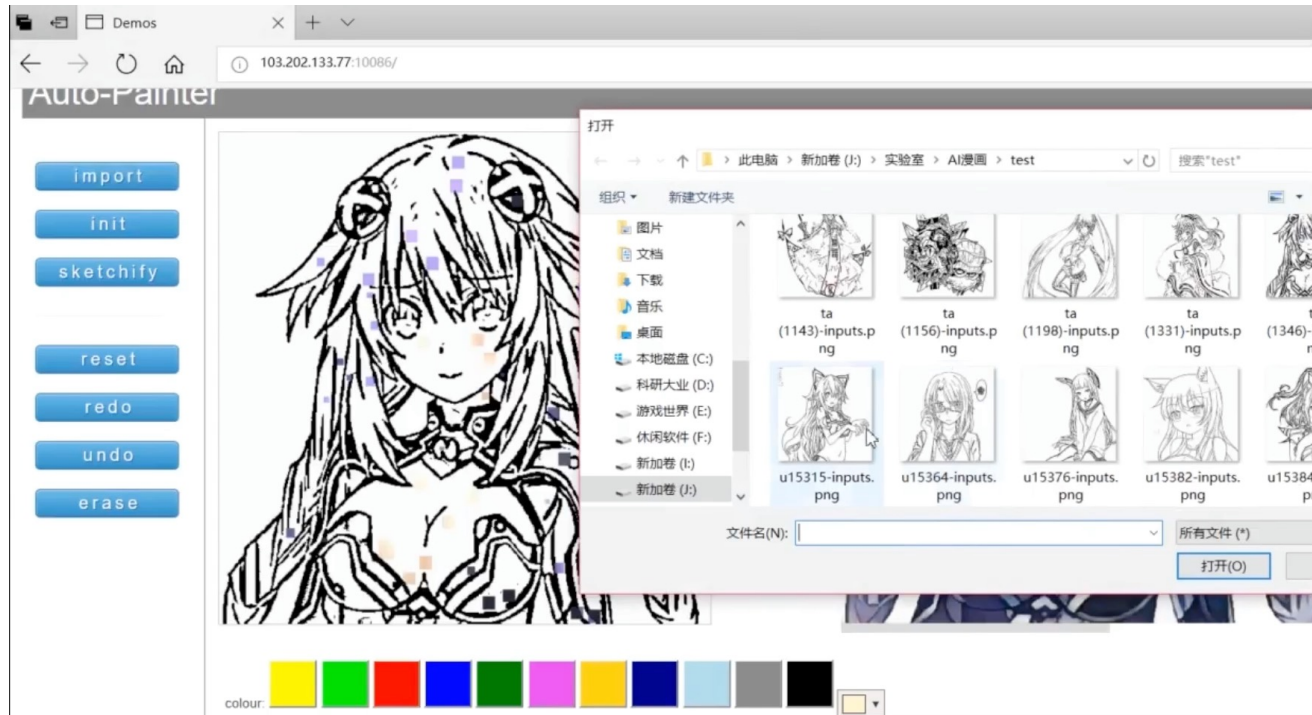 Demos
103.202.133.77:10086/
Auto-Painter
import
init
sketchify
reset
redo
undo
erase
colour:
打开
此电脑 > 新加卷 (J:) > 实验室 > AI漫画 > test
搜索"test"
组织 新建文件夹
图片
文档
下载
音乐
桌面
本地磁盘 (C:)
科研大业 (D:)
游戏世界 (E:)
休闲软件 (F:)
新加卷 (I:)
新加卷 (J:)
ta
(1143)-inputs.p
ng
ta
(1156)-inputs.p
ng
ta
(1198)-inputs.p
ng
ta
(1331)-inputs.p
ng
(1346)-
u15315-inputs.
png
u15364-inputs.
png
u15376-inputs.
png
u15382-inputs.
png
u15384
文件名(N):
所有文件 (*)
打开(O)